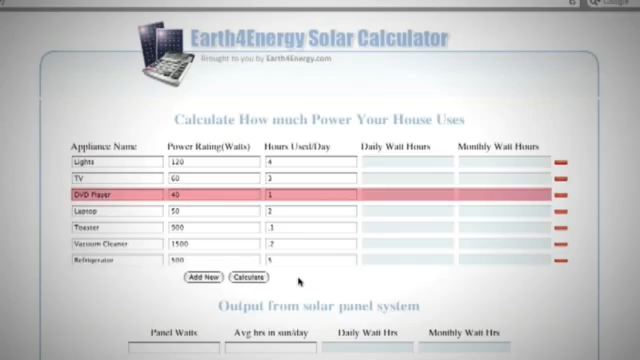 Google
Earth4Energy Solar Calculator
Brought to you by Earth4Energy.com
Calculate How much Power Your House Uses
Appliance Name Power Rating(Watts) Hours Used/Day Daily Watt Hours Monthly Watt Hours
Lights 120 4
TV 60 3
DVD Player 40 1
Laptop 50 2
Toaster 900 .1
Vacuum Cleaner 1500 .2
Refrigerator 500 5
Add New Calculate
Output from solar panel system
Panel Watts Avg hrs in sun/day Daily Watt Hrs Monthly Watt Hrs